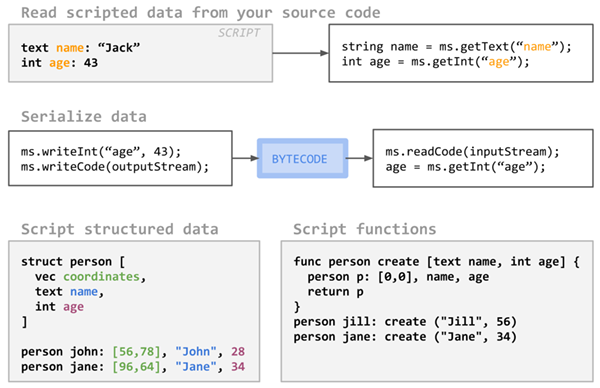 Read scripted data from your source code
SCRIPT
text name: “Jack”
int age: 43
string name = ms.getText(“name”);
int age = ms.getInt(“age”);
Serialize data
ms.writeInt(“age”, 43);
ms.writeCode(outputStream);
BYTECODE
ms.readCode(inputStream);
age = ms.getInt(“age”);
Script structured data
struct person [
vec coordinates,
text name,
int age
]
person john: [56,78], "John", 28
person jane: [96,64], "Jane", 34
Script functions
func person create [text name, int age] {
person p: [0,0], name, age
return p
}
person jill: create ("Jill", 56)
person jane: create ("Jane", 34)